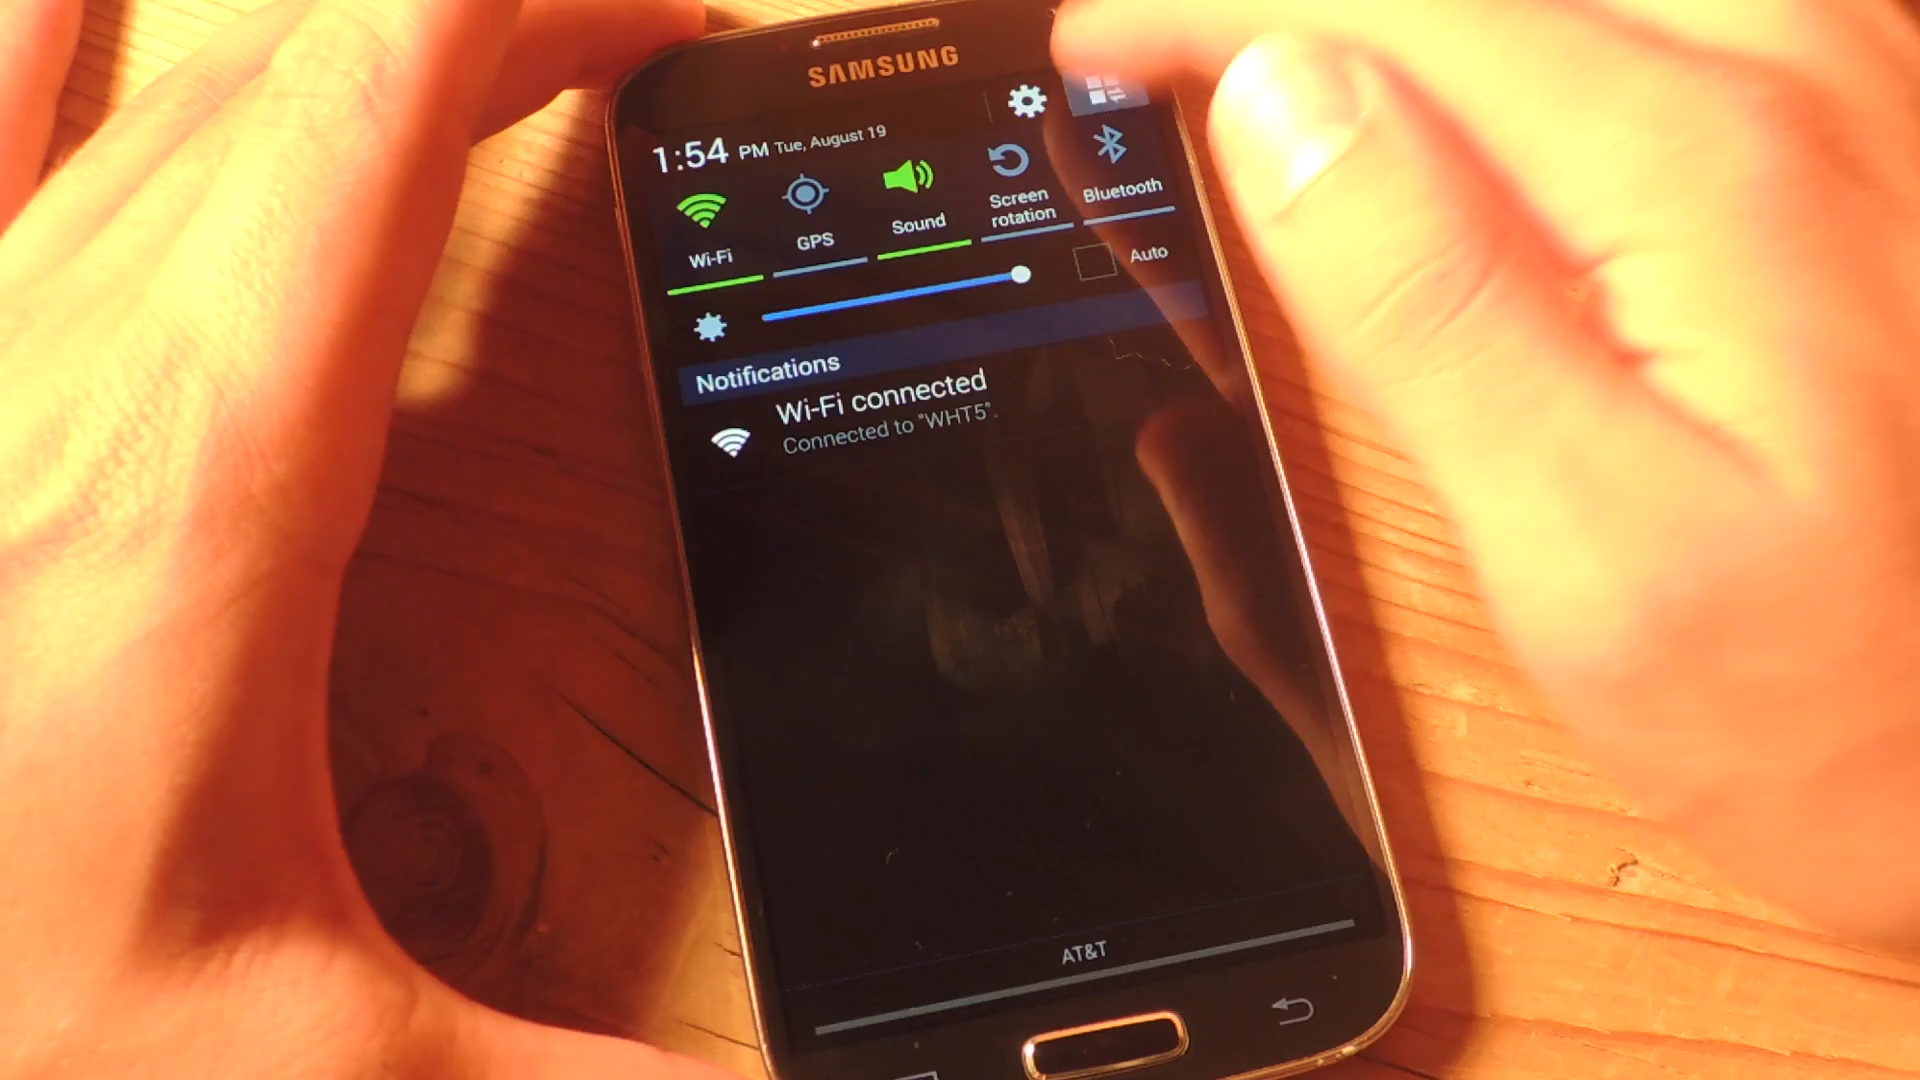 SAMSUNG
1:54 PM Tue, August 19
Wi-Fi
GPS
Sound
Screen
rotation
Bluetooth
Auto
Notifications
Wi-Fi connected
Connected to "WHT5".
AT&T